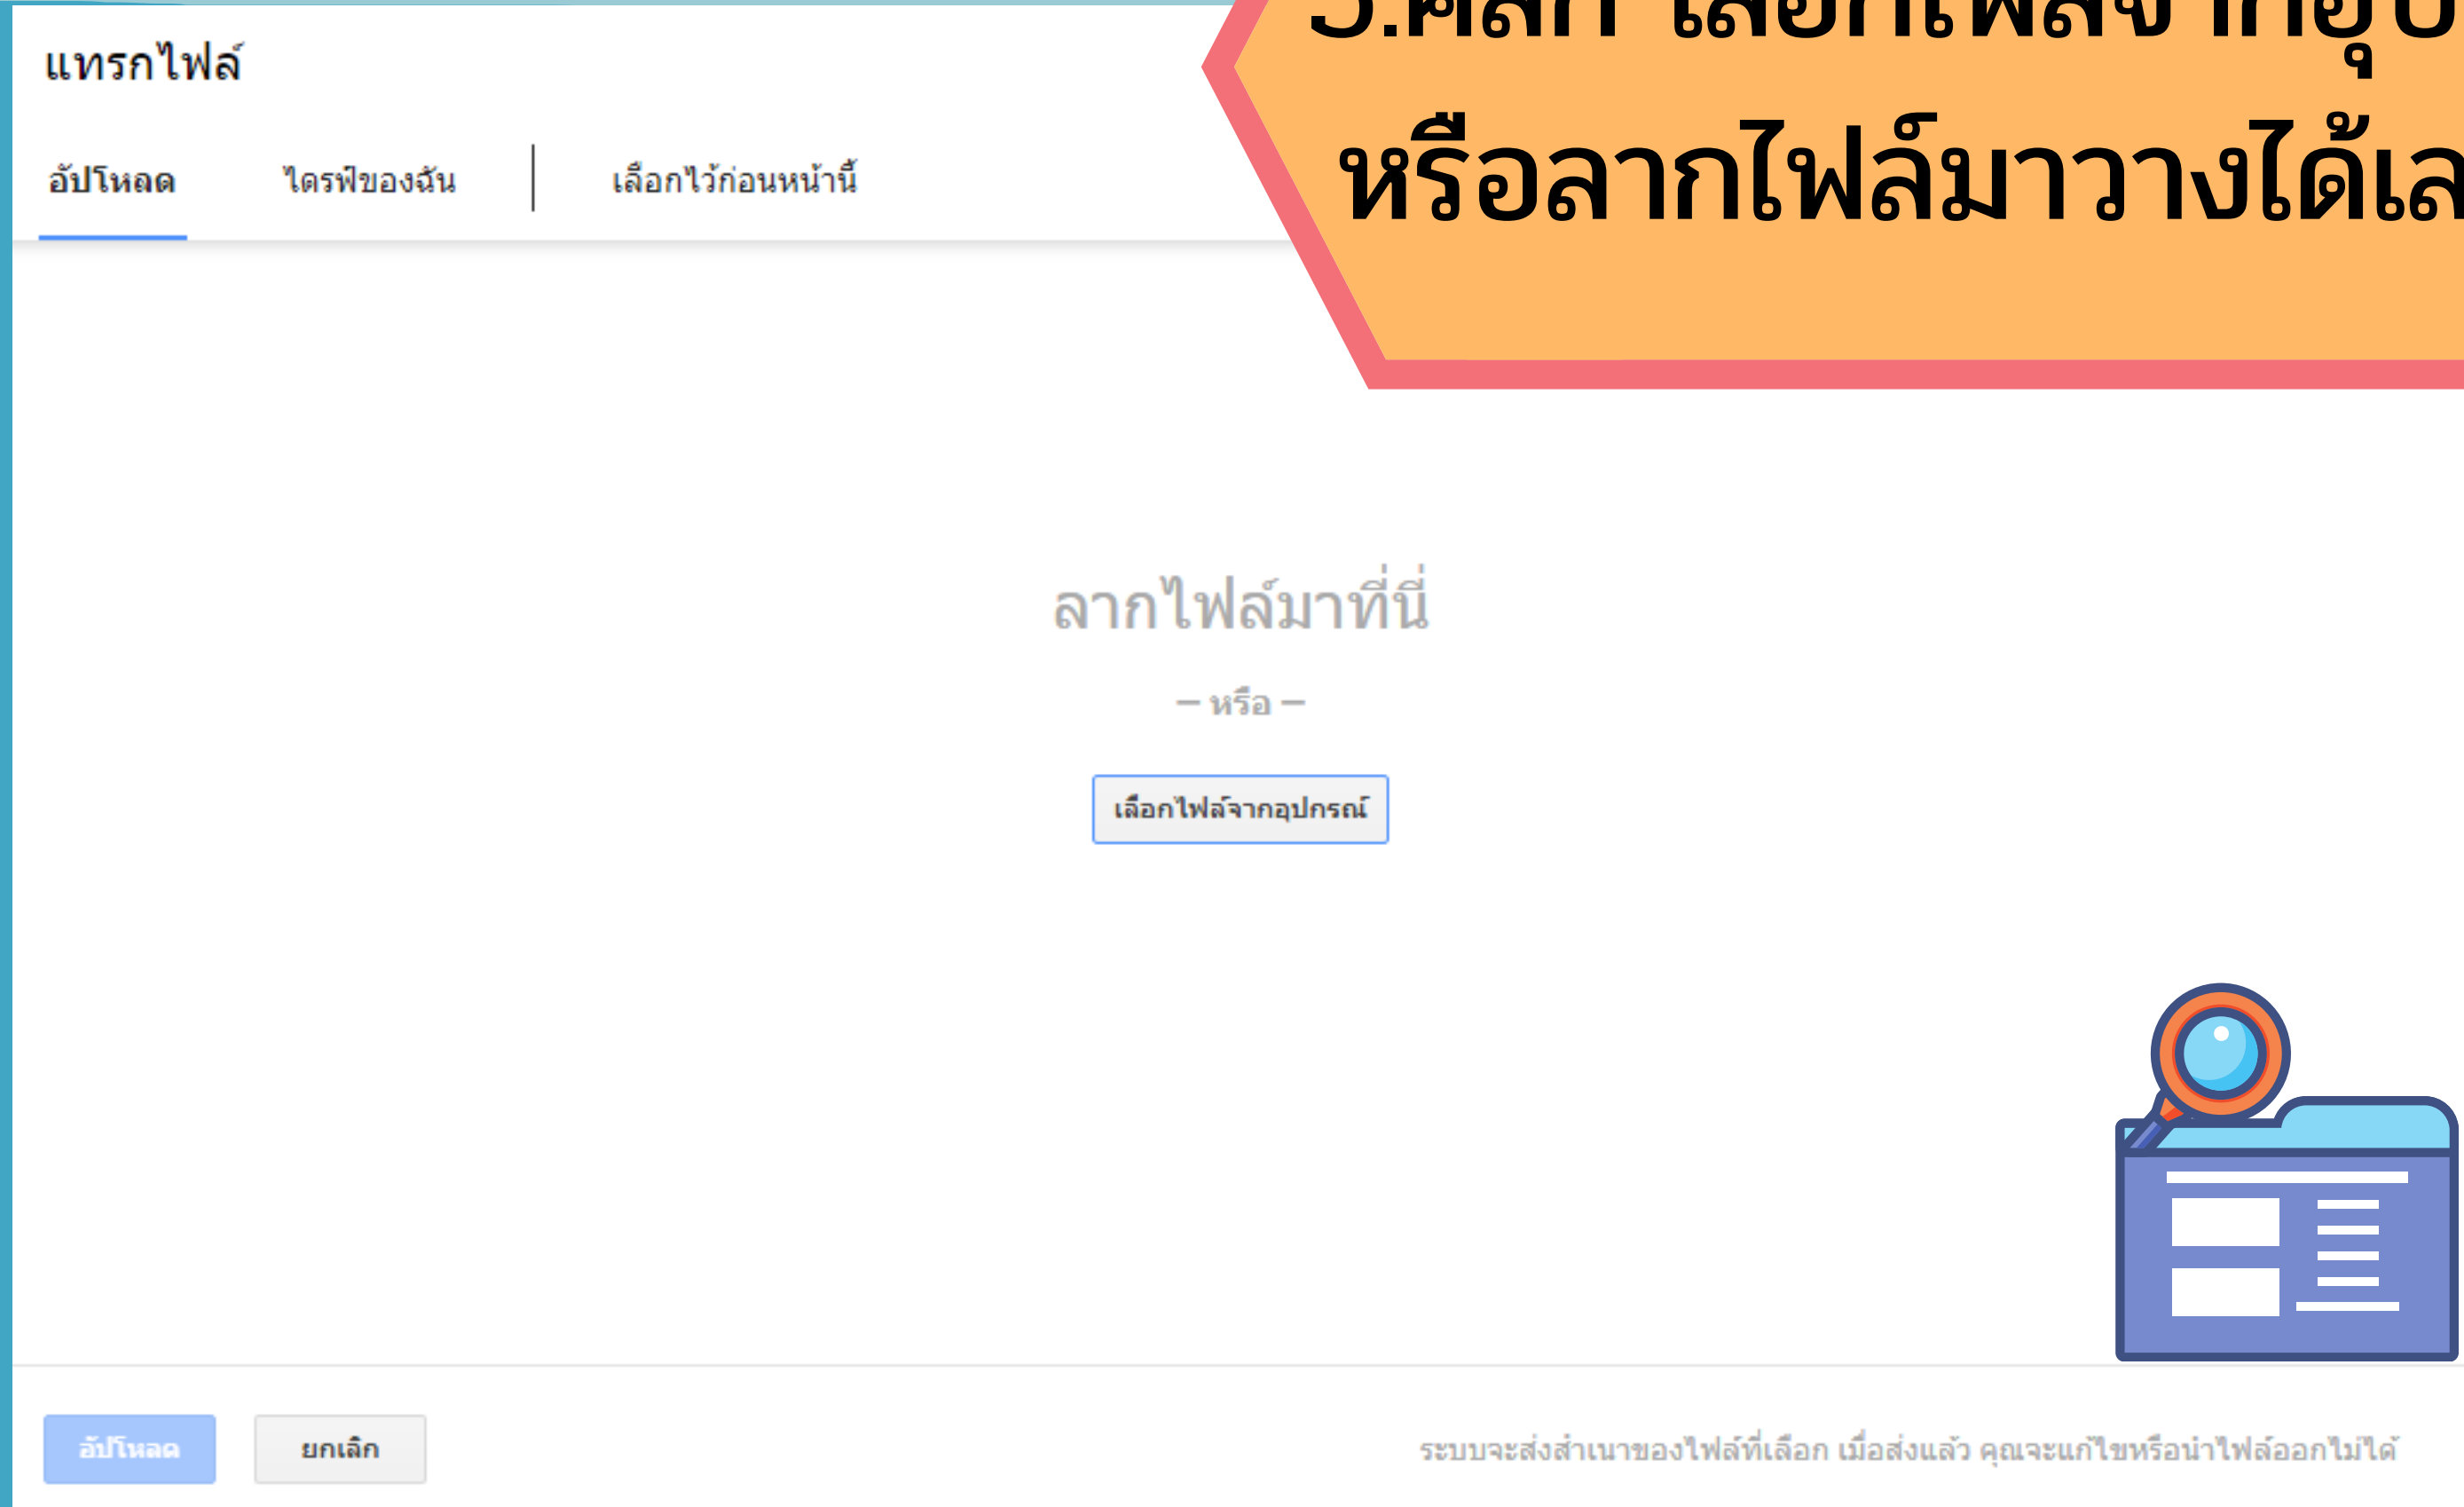 แทรกไฟล์
อัปโหลด ไดรฟ์ของฉัน เลือกไว้ก่อนหน้านี้
หรือลากไฟล์มาวางได้
ลากไฟล์มาที่นี่
– หรือ –
เลือกไฟล์จากอุปกรณ์
อัปโหลด ยกเลิก
ระบบจะส่งสำเนาของไฟล์ที่เลือก เมื่อส่งแล้ว คุณจะแก้ไขหรือนำไฟล์ออกไม่ได้